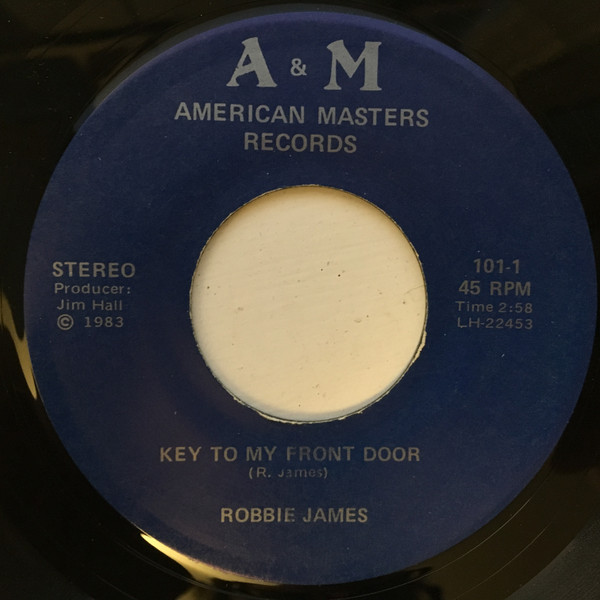 A & M
AMERICAN MASTERS
RECORDS
STEREO
Producer:
Jim Hall
© 1983
101-1
45 RPM
Time 2:58
LH-22453
KEY TO MY FRONT DOOR
(R. James)
ROBBIE JAMES